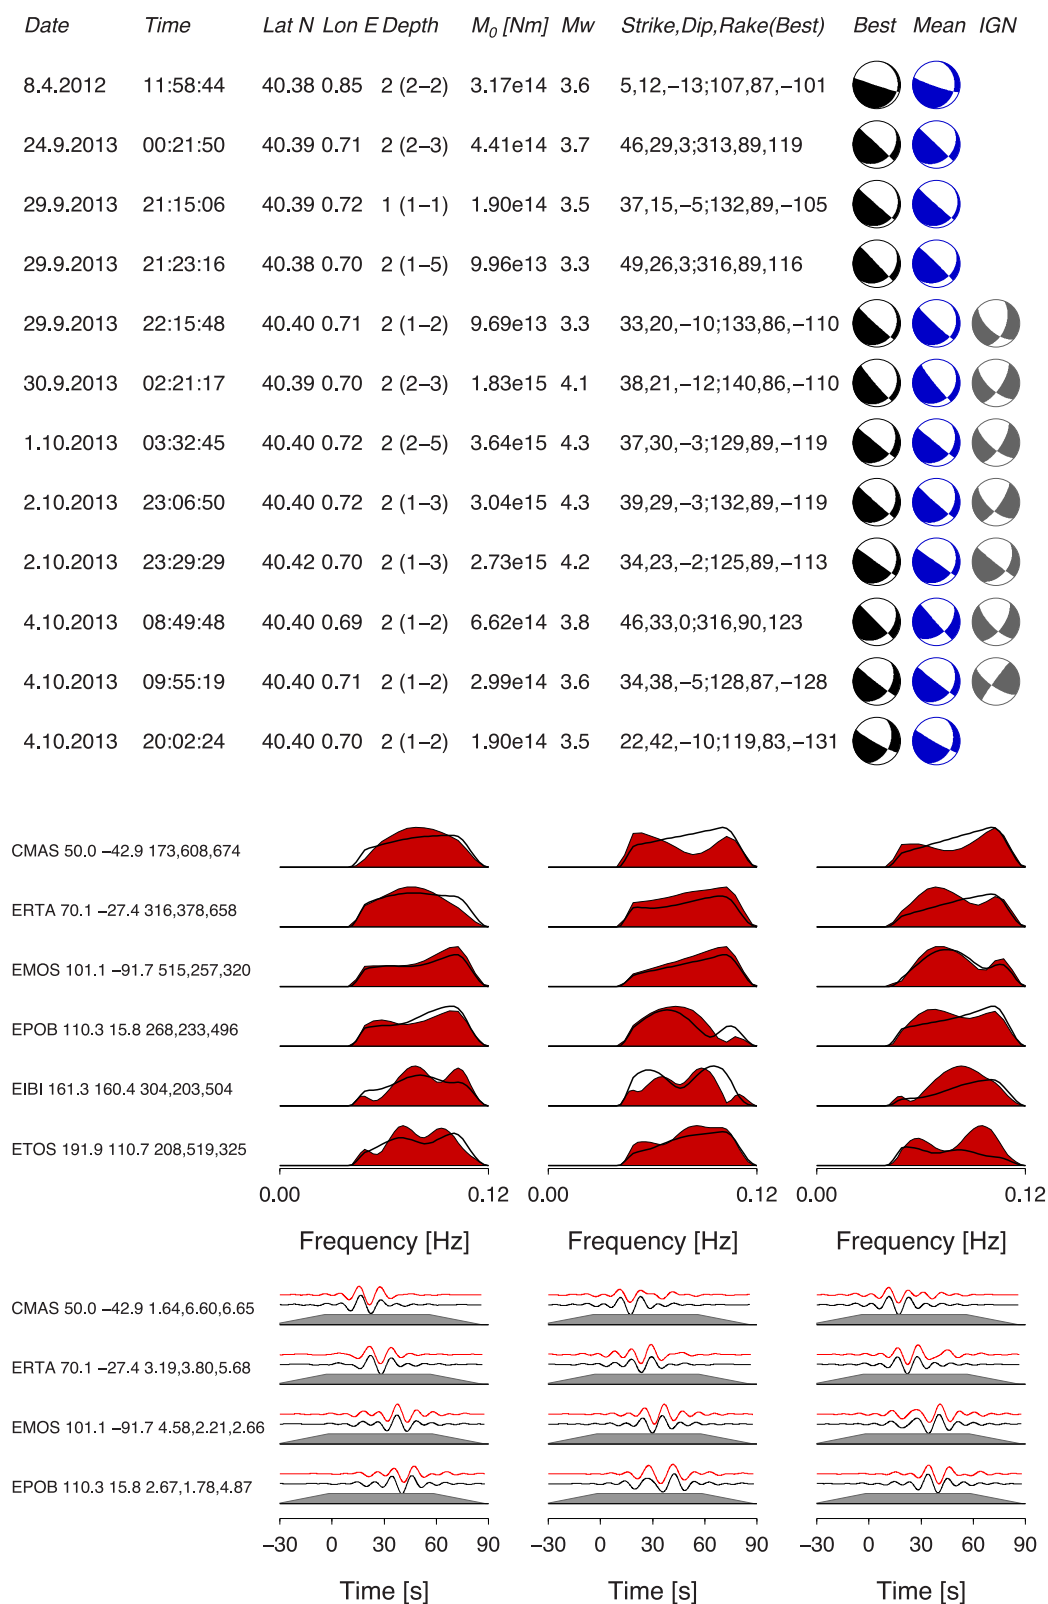 Date Time Lat N Lon E Depth M0 [Nm] Mw Strike,Dip,Rake(Best) Best Mean IGN
8.4.2012 11:58:44 40.38 0.85 2 (2−2) 3.17e14 3.6 5,12,−13;107,87,−101
24.9.2013 00:21:50 40.39 0.71 2 (2−3) 4.41e14 3.7 46,29,3;313,89,119
29.9.2013 21:15:06 40.39 0.72 1 (1−1) 1.90e14 3.5 37,15,−5;132,89,−105
29.9.2013 21:23:16 40.38 0.70 2 (1−5) 9.96e13 3.3 49,26,3;316,89,116
29.9.2013 22:15:48 40.40 0.71 2 (1−2) 9.69e13 3.3 33,20,−10;133,86,−110
30.9.2013 02:21:17 40.39 0.70 2 (2−3) 1.83e15 4.1 38,21,−12;140,86,−110
1.10.2013 03:32:45 40.40 0.72 2 (2−5) 3.64e15 4.3 37,30,−3;129,89,−119
2.10.2013 23:06:50 40.40 0.72 2 (1−3) 3.04e15 4.3 39,29,−3;132,89,−119
2.10.2013 23:29:29 40.42 0.70 2 (1−3) 2.73e15 4.2 34,23,−2;125,89,−113
4.10.2013 08:49:48 40.40 0.69 2 (1−2) 6.62e14 3.8 46,33,0;316,90,123
4.10.2013 09:55:19 40.40 0.71 2 (1−2) 2.99e14 3.6 34,38,−5;128,87,−128
4.10.2013 20:02:24 40.40 0.70 2 (1−2) 1.90e14 3.5 22,42,−10;119,83,−131
CMAS 50.0 −42.9 173,608,674
ERTA 70.1 −27.4 316,378,658
EMOS 101.1 −91.7 515,257,320
EPOB 110.3 15.8 268,233,496
EIBI 161.3 160.4 304,203,504
ETOS 191.9 110.7 208,519,325
0.00 0.12 0.00 0.12 0.00 0.12
Frequency [Hz] Frequency [Hz] Frequency [Hz]
CMAS 50.0 −42.9 1.64,6.60,6.65
ERTA 70.1 −27.4 3.19,3.80,5.68
EMOS 101.1 −91.7 4.58,2.21,2.66
EPOB 110.3 15.8 2.67,1.78,4.87
−30 0 30 60 90 −30 0 30 60 90 −30 0 30 60 90
Time [s] Time [s] Time [s]